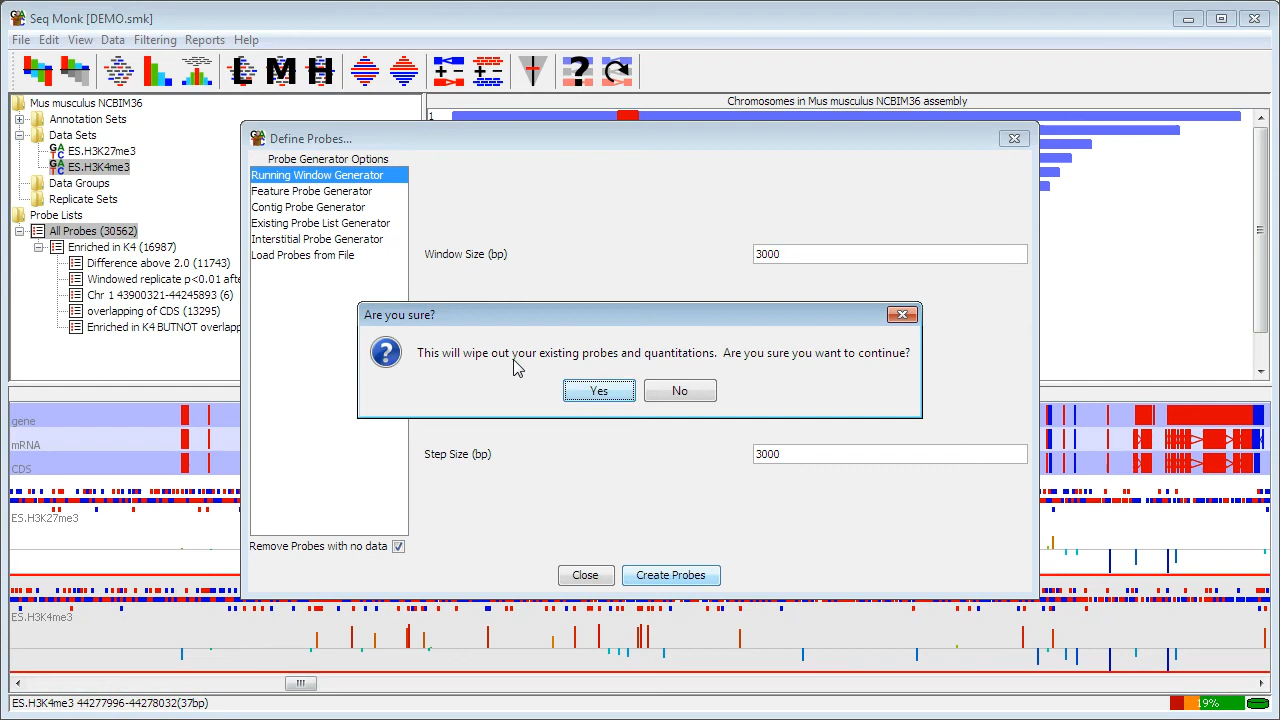 Seq Monk [DEMO.smk]
File Edit View Data Filtering Reports Help
L M H ?
Mus musculus NCBIM36
Annotation Sets
Data Sets
ES.H3K27me3
ES.H3K4me3
Data Groups
Replicate Sets
Probe Lists
All Probes (30562)
Enriched in K4 (16987)
Difference above 2.0 (11743)
Windowed replicate p<0.01 afte
Chr 1 43900321-44245893 (6)
overlapping of CDS (13295)
Enriched in K4 BUTNOT overlapp
Chromosomes in Mus musculus NCBIM36 assembly
1
Define Probes...
Probe Generator Options
Running Window Generator
Feature Probe Generator
Contig Probe Generator
Existing Probe List Generator
Interstitial Probe Generator
Load Probes from File
Window Size (bp) 3000
Are you sure?
This will wipe out your existing probes and quantitations. Are you sure you want to continue?
Yes No
Step Size (bp) 3000
Remove Probes with no data
Close Create Probes
gene
mRNA
CDS
ES.H3K27me3
ES.H3K4me3
ES.H3K4me3 44277996-44278032(37bp)
19%